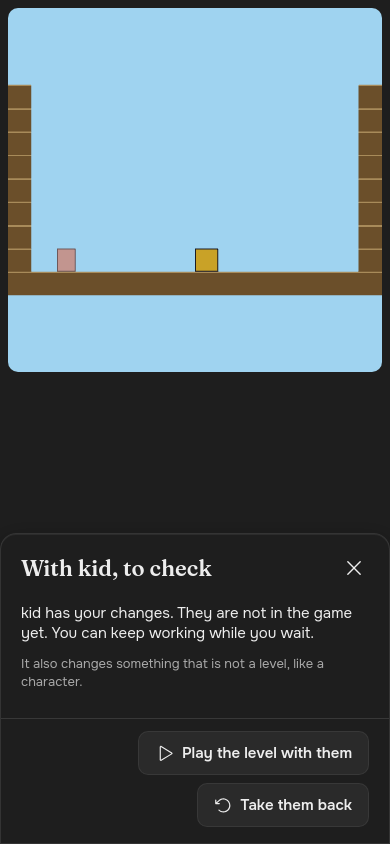 With kid, to check
kid has your changes. They are not in the game
yet. You can keep working while you wait.
It also changes something that is not a level, like a
character.
Play the level with them
Take them back